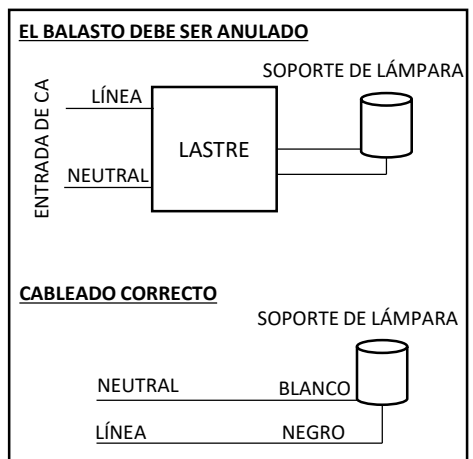 EL BALASTO DEBE SER ANULADO
SOPORTE DE LÁMPARA
ENTRADA DE CA
LÍNEA
LASTRE
NEUTRAL
CABLEADO CORRECTO
SOPORTE DE LÁMPARA
NEUTRAL BLANCO
LÍNEA NEGRO